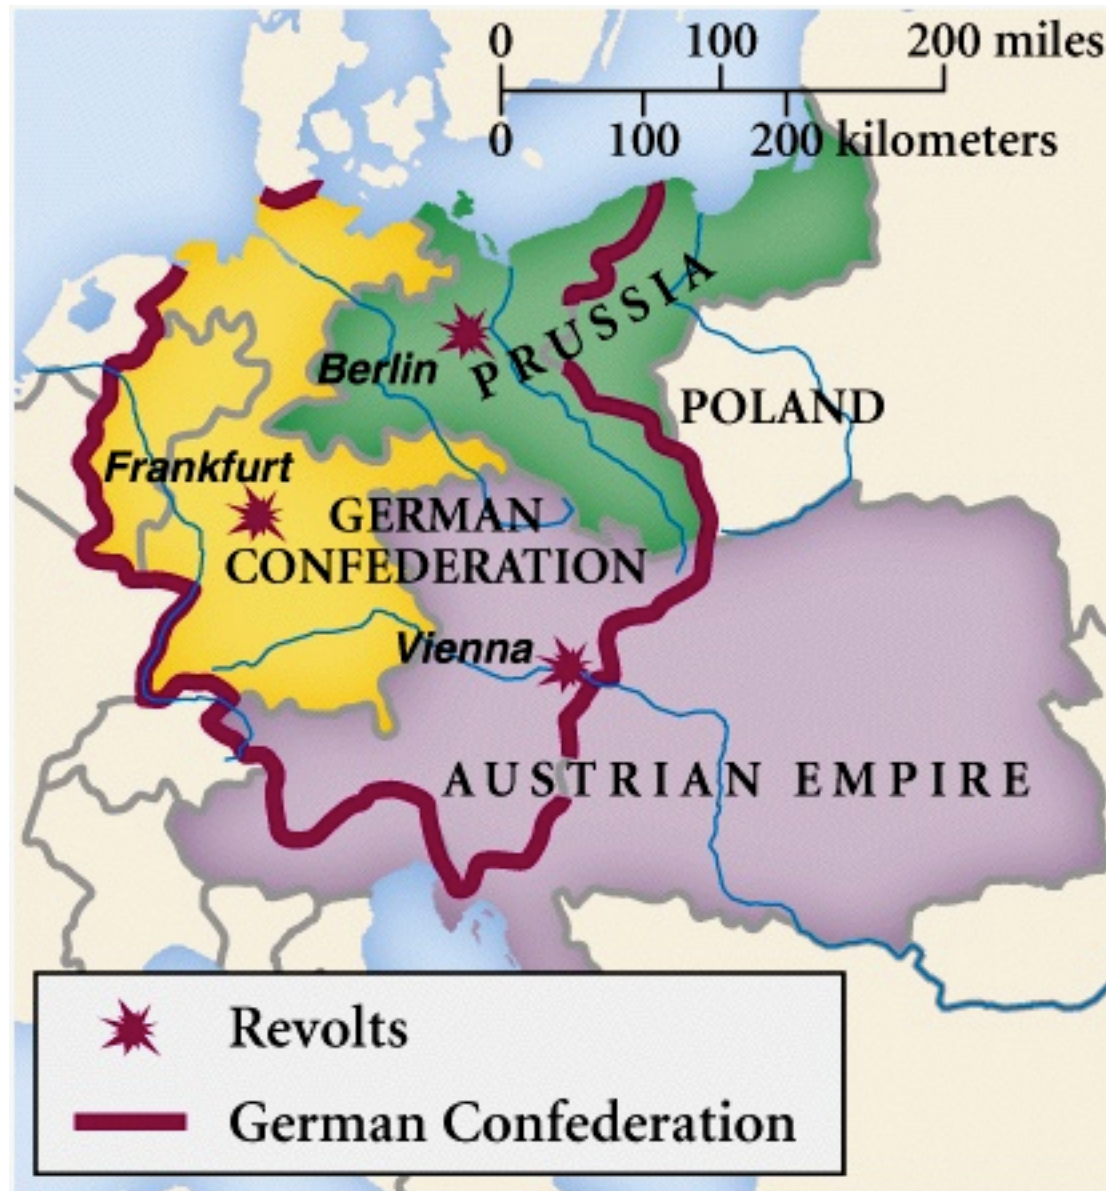 0 100 200 miles
0 100 200 kilometers
PRUSSIA
Berlin
POLAND
Frankfurt
GERMAN
CONFEDERATION
Vienna
AUSTRIAN EMPIRE
Revolts
German Confederation